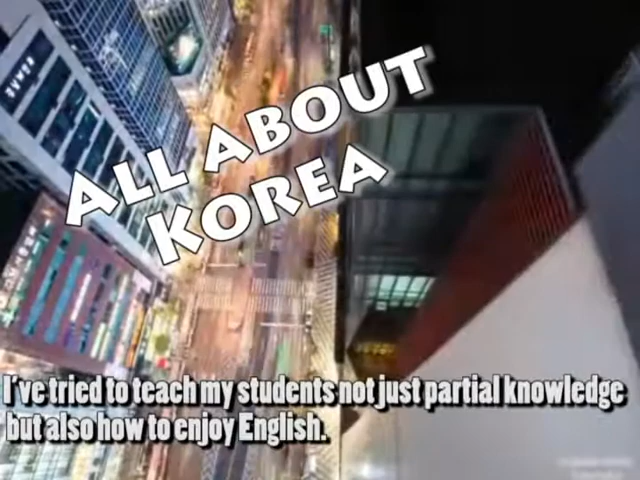 ALL ABOUT
KOREA
I've tried to teach my students not just partial knowledge
but also how to enjoy English.